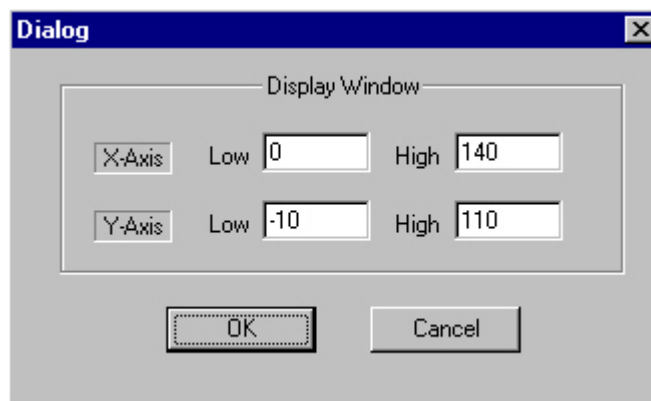 Dialog
Display Window
X-Axis Low 0 High 140
Y-Axis Low -10 High 110
OK Cancel